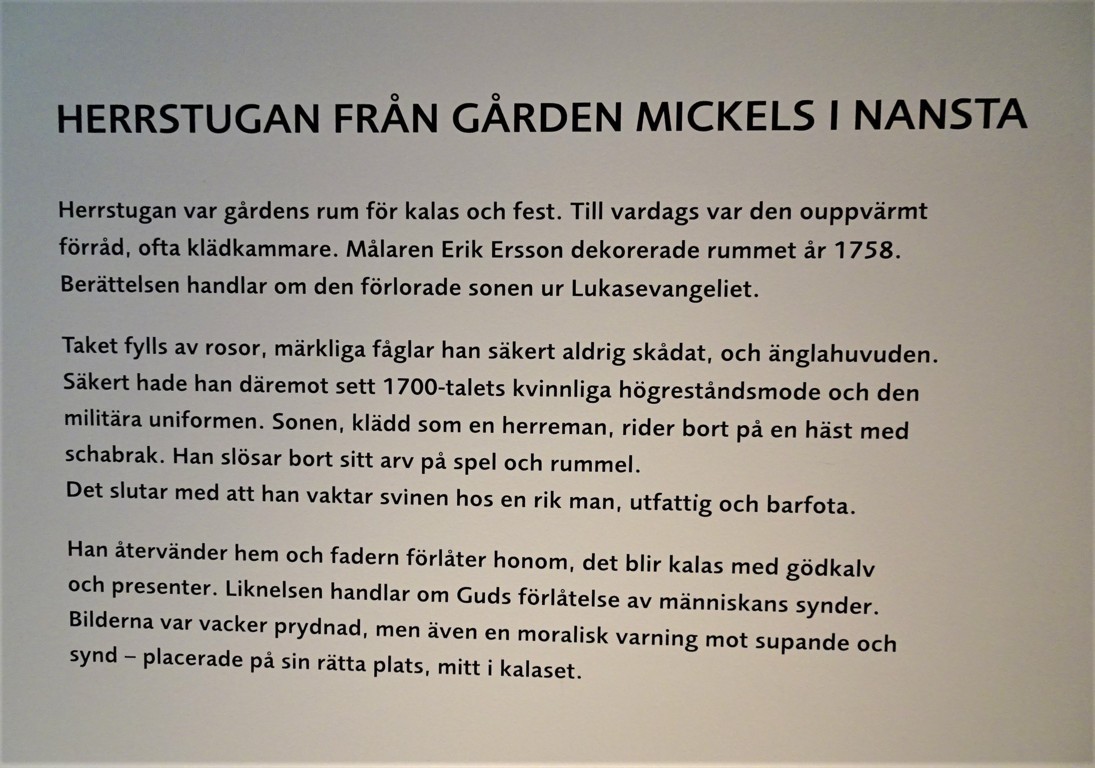 HERRSTUGAN FRÅN GÅRDEN MICKELS I NANSTA
Herrstugan var gårdens rum för kalas och fest. Till vardags var den ouppvärmt
förråd, ofta klädkammare. Målaren Erik Ersson dekorerade rummet år 1758.
Berättelsen handlar om den förlorade sonen ur Lukasevangeliet.
Taket fylls av rosor, märkliga fåglar han säkert aldrig skådat, och änglahuvuden.
Säkert hade han däremot sett 1700-talets kvinnliga högreståndsmode och den
militära uniformen. Sonen, klädd som en herreman, rider bort på en häst med
schabrak. Han slösar bort sitt arv på spel och rummel.
Det slutar med att han vaktar svinen hos en rik man, utfattig och barfota.
Han återvänder hem och fadern förlåter honom, det blir kalas med gödkalv
och presenter. Liknelsen handlar om Guds förlåtelse av människans synder.
Bilderna var vacker prydnad, men även en moralisk varning mot supande och
synd – placerade på sin rätta plats, mitt i kalaset.